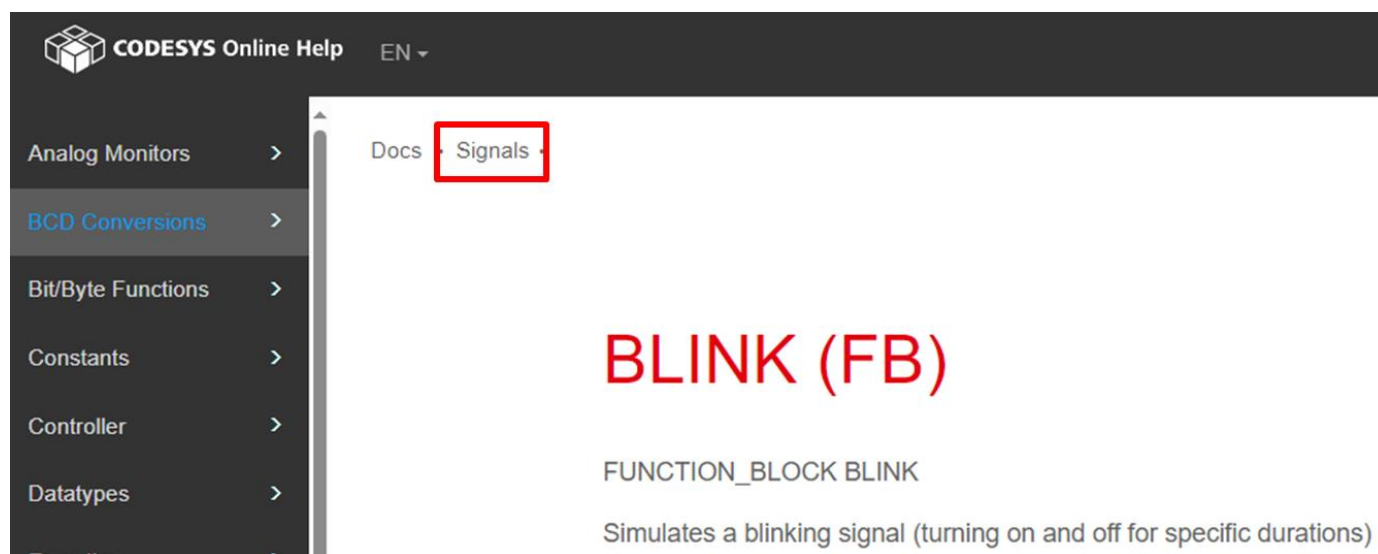 CODESYS Online Help EN
Docs · Signals ·
Analog Monitors
BCD Conversions
Bit/Byte Functions
Constants
Controller
Datatypes
BLINK (FB)
FUNCTION_BLOCK BLINK
Simulates a blinking signal (turning on and off for specific durations)